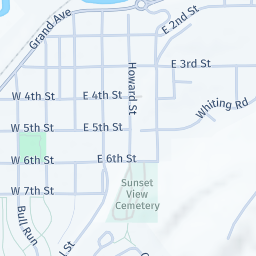 Grand Ave
E 2nd St
E 3rd St
Howard St
W 4th St
E 4th St
Whiting Rd
W 5th St
E 5th St
W 6th St
E 6th St
W 7th St
Sunset
View
Cemetery
Bull Run
St